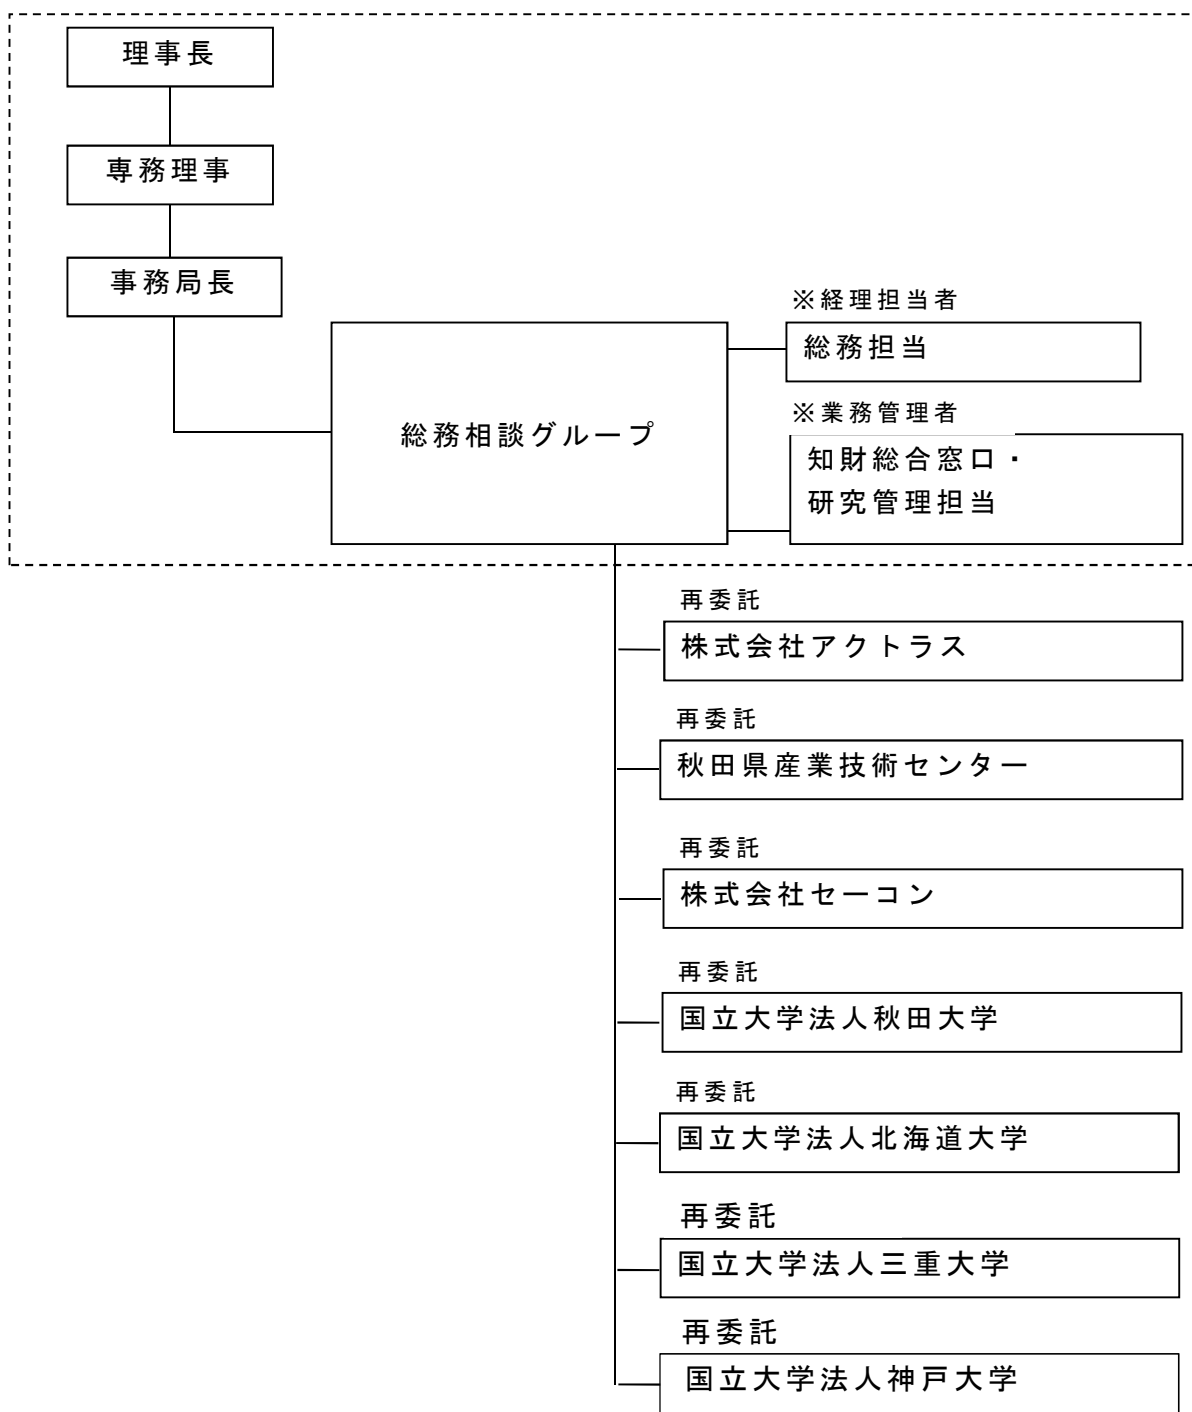 理事長
専務理事
事務局長
総務相談グループ
※経理担当者
総務担当
※業務管理者
知財総合窓口・
研究管理担当
再委託
株式会社アクトラス
再委託
秋田県産業技術センター
再委託
株式会社セーコン
再委託
国立大学法人秋田大学
再委託
国立大学法人北海道大学
再委託
国立大学法人三重大学
再委託
国立大学法人神戸大学